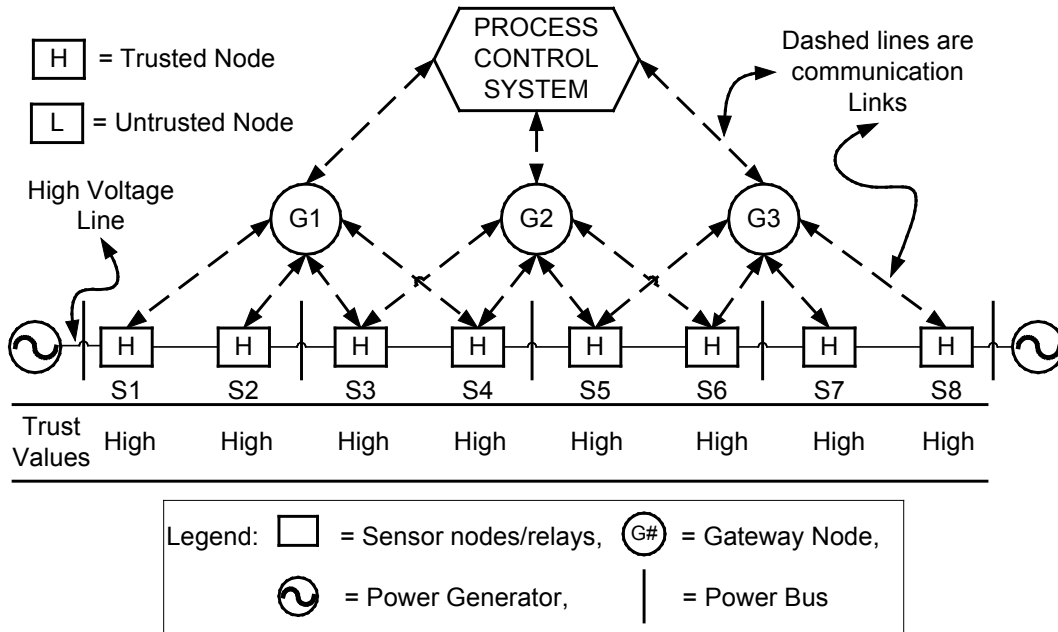 PROCESS
CONTROL
SYSTEM
H = Trusted Node
L = Untrusted Node
Dashed lines are
communication
Links
High Voltage
Line
G1 G2 G3
H H H H H H H H
S1 S2 S3 S4 S5 S6 S7 S8
Trust
Values
High High High High High High High High
Legend: = Sensor nodes/relays, G# = Gateway Node,
= Power Generator, = Power Bus